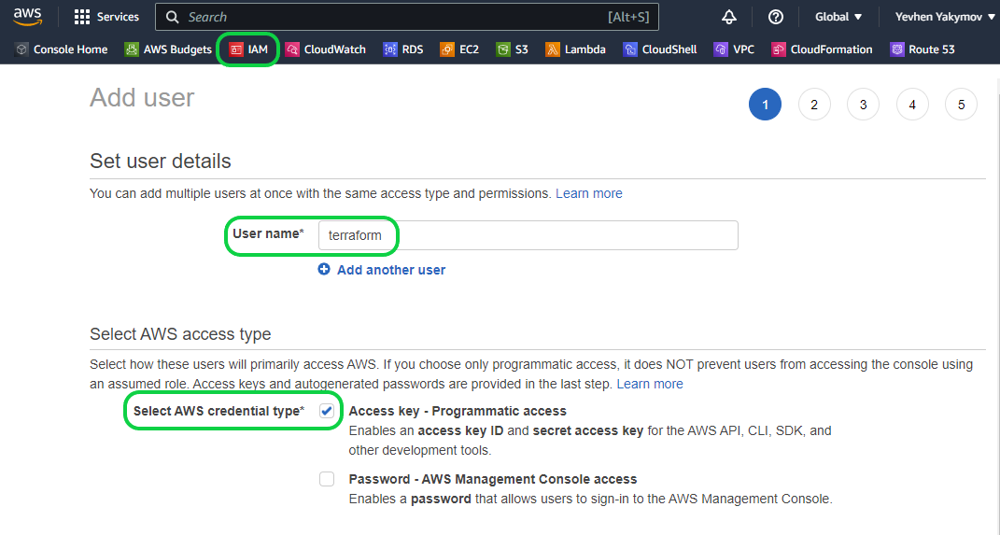 aws Services Search [Alt+S] Global Yevhen Yakymov
Console Home AWS Budgets IAM CloudWatch RDS EC2 S3 Lambda CloudShell VPC CloudFormation Route 53
Add user
1 2 3 4 5
Set user details
You can add multiple users at once with the same access type and permissions. Learn more
User name* terraform
Add another user
Select AWS access type
Select how these users will primarily access AWS. If you choose only programmatic access, it does NOT prevent users from accessing the console using
an assumed role. Access keys and autogenerated passwords are provided in the last step. Learn more
Select AWS credential type* Access key - Programmatic access
Enables an access key ID and secret access key for the AWS API, CLI, SDK, and
other development tools.
Password - AWS Management Console access
Enables a password that allows users to sign-in to the AWS Management Console.